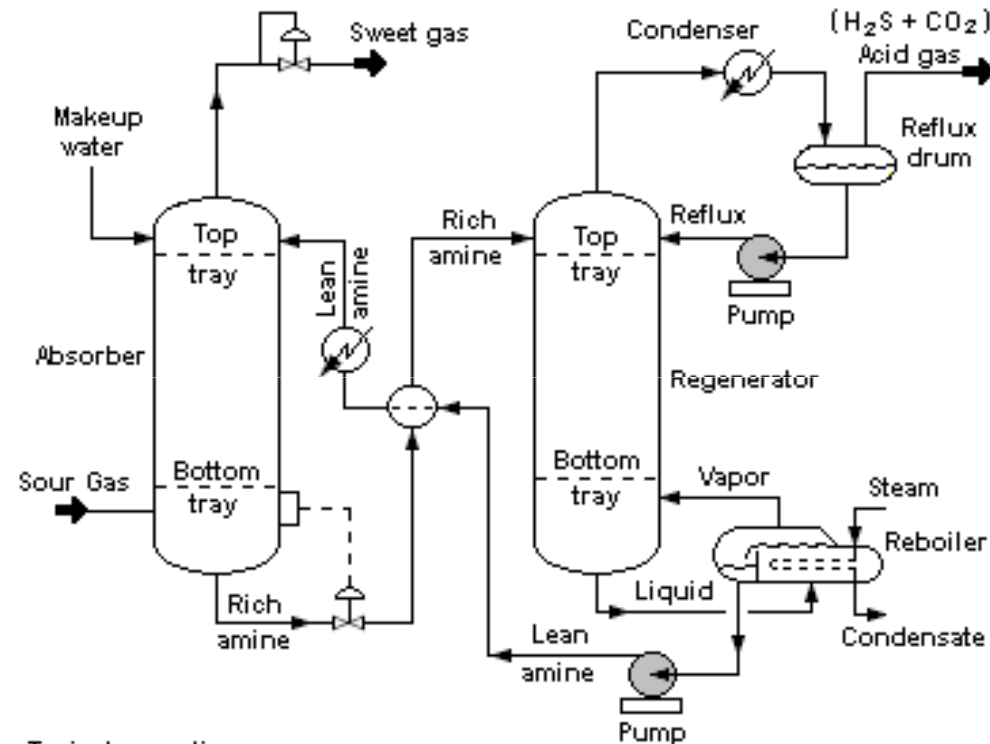 Sweet gas
Condenser
(H₂S + CO₂)
Acid gas
Makeup
water
Reflux
drum
Top
tray
Lean
amine
Rich
amine
Top
tray
Reflux
Pump
Absorber
Regenerator
Sour Gas
Bottom
tray
Bottom
tray
Vapor
Steam
Reboiler
Rich
amine
Liquid
Condensate
Lean
amine
Pump